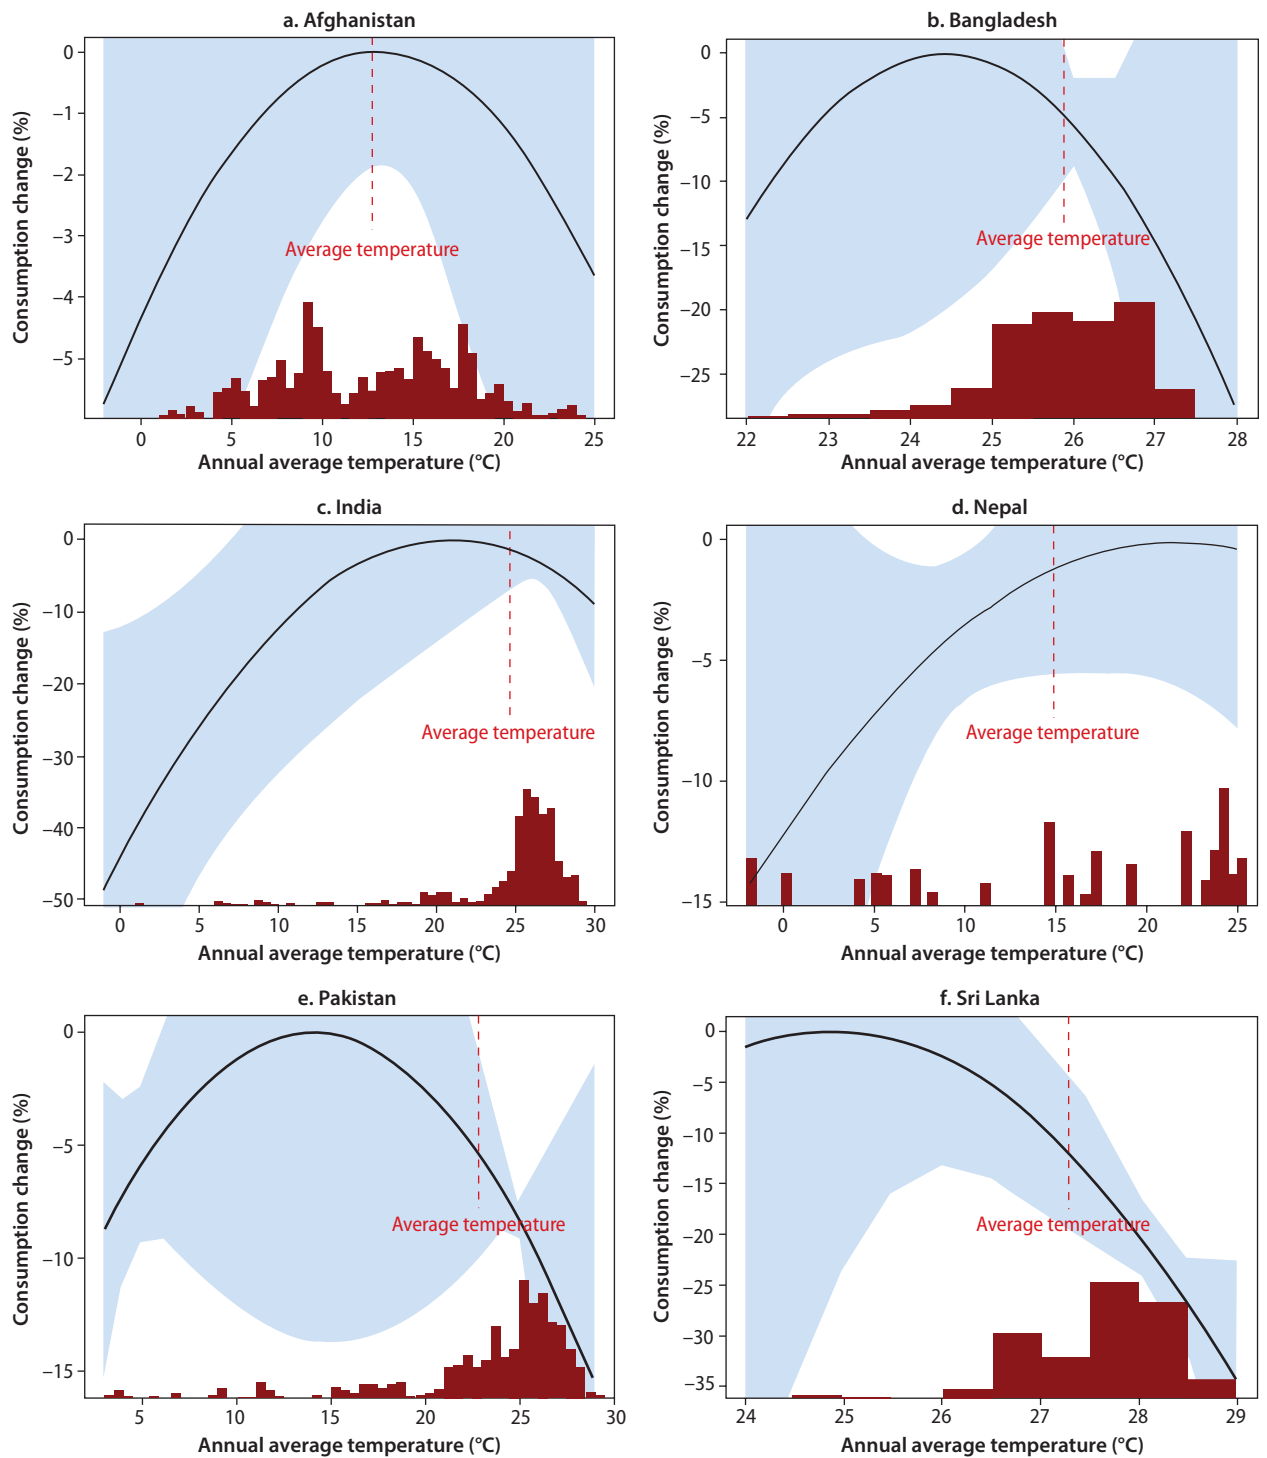 a. Afghanistan
Consumption change (%)
0
–1
–2
–3
–4
–5
Average temperature
0 5 10 15 20 25
Annual average temperature (°C)
b. Bangladesh
Consumption change (%)
0
–5
–10
–15
–20
–25
Average temperature
22 23 24 25 26 27 28
Annual average temperature (°C)
c. India
Consumption change (%)
0
–10
–20
–30
–40
–50
Average temperature
0 5 10 15 20 25 30
Annual average temperature (°C)
d. Nepal
Consumption change (%)
0
–5
–10
–15
Average temperature
0 5 10 15 20 25
Annual average temperature (°C)
e. Pakistan
Consumption change (%)
0
–5
–10
–15
Average temperature
5 10 15 20 25 30
Annual average temperature (°C)
f. Sri Lanka
Consumption change (%)
0
–5
–10
–15
–20
–25
–30
–35
Average temperature
24 25 26 27 28 29
Annual average temperature (°C)